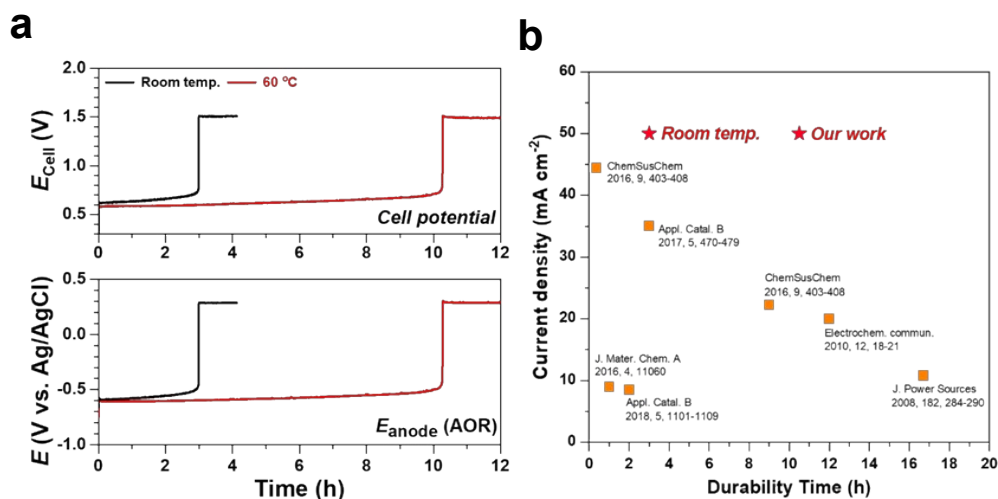 a
2.0
1.5
1.0
0.5
E_Cell (V)
Room temp.
60 °C
Cell potential
0
2
4
6
8
10
12
0.5
0.0
-0.5
-1.0
E (V vs. Ag/AgCl)
E_anode (AOR)
0
2
4
6
8
10
12
Time (h)
b
60
50
40
30
20
10
0
Current density (mA cm⁻²)
Room temp.
Our work
ChemSusChem
2016, 9, 403-408
Appl. Catal. B
2017, 5, 470-479
ChemSusChem
2016, 9, 403-408
Electrochem. commun.
2010, 12, 18-21
J. Mater. Chem. A
2016, 4, 11060
Appl. Catal. B
2018, 5, 1101-1109
J. Power Sources
2008, 182, 284-290
0
2
4
6
8
10
12
14
16
18
20
Durability Time (h)